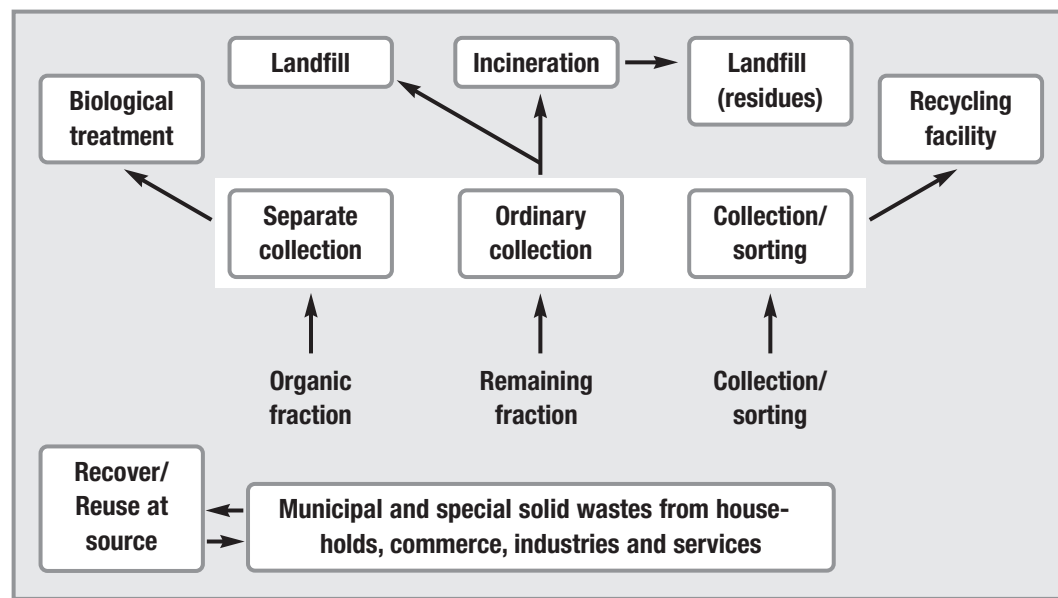 Landfill
Incineration
Landfill
(residues)
Biological
treatment
Recycling
facility
Separate
collection
Ordinary
collection
Collection/
sorting
Organic
fraction
Remaining
fraction
Collection/
sorting
Recover/
Reuse at
source
Municipal and special solid wastes from house-
holds, commerce, industries and services